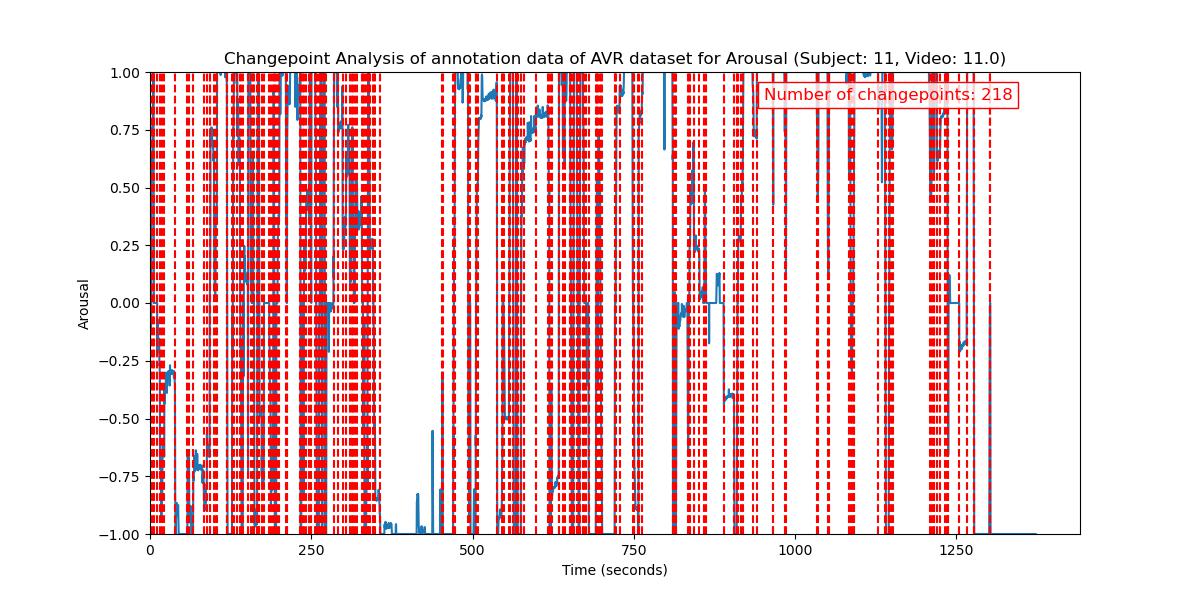 Changepoint Analysis of annotation data of AVR dataset for Arousal (Subject: 11, Video: 11.0)
Number of changepoints: 218
Arousal
1.00
0.75
0.50
0.25
0.00
−0.25
−0.50
−0.75
−1.00
0 250 500 750 1000 1250
Time (seconds)